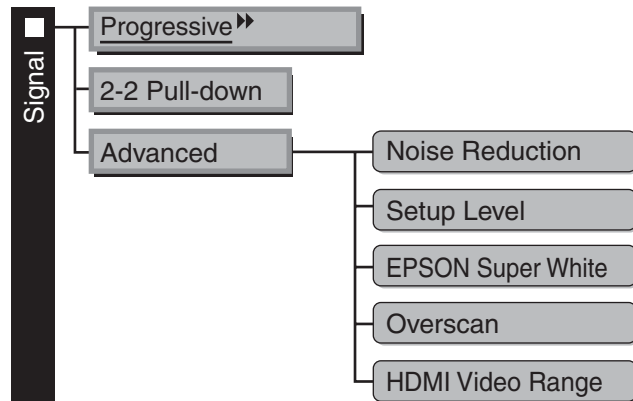 Signal
Progressive
2-2 Pull-down
Advanced
Noise Reduction
Setup Level
EPSON Super White
Overscan
HDMI Video Range